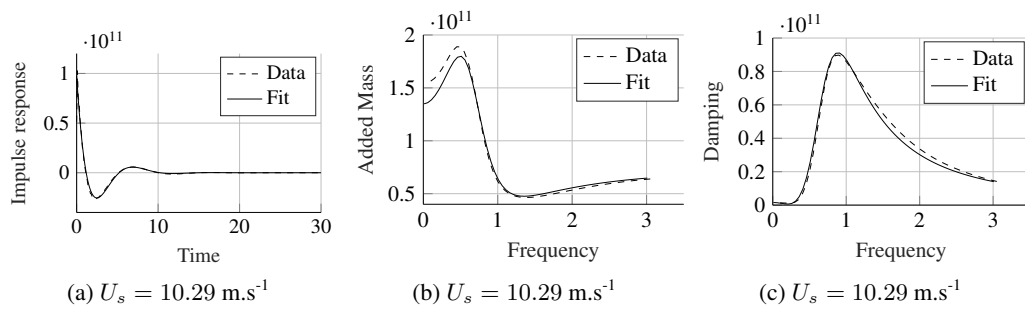 ·10^11
1
0.5
0
0 10 20 30
Impulse response
Time
Data
Fit
(a) U_s = 10.29 m.s^-1
·10^11
2
1.5
1
0.5
0 1 2 3
Added Mass
Frequency
Data
Fit
(b) U_s = 10.29 m.s^-1
·10^11
1
0.8
0.6
0.4
0.2
0
0 1 2 3
Damping
Frequency
Data
Fit
(c) U_s = 10.29 m.s^-1